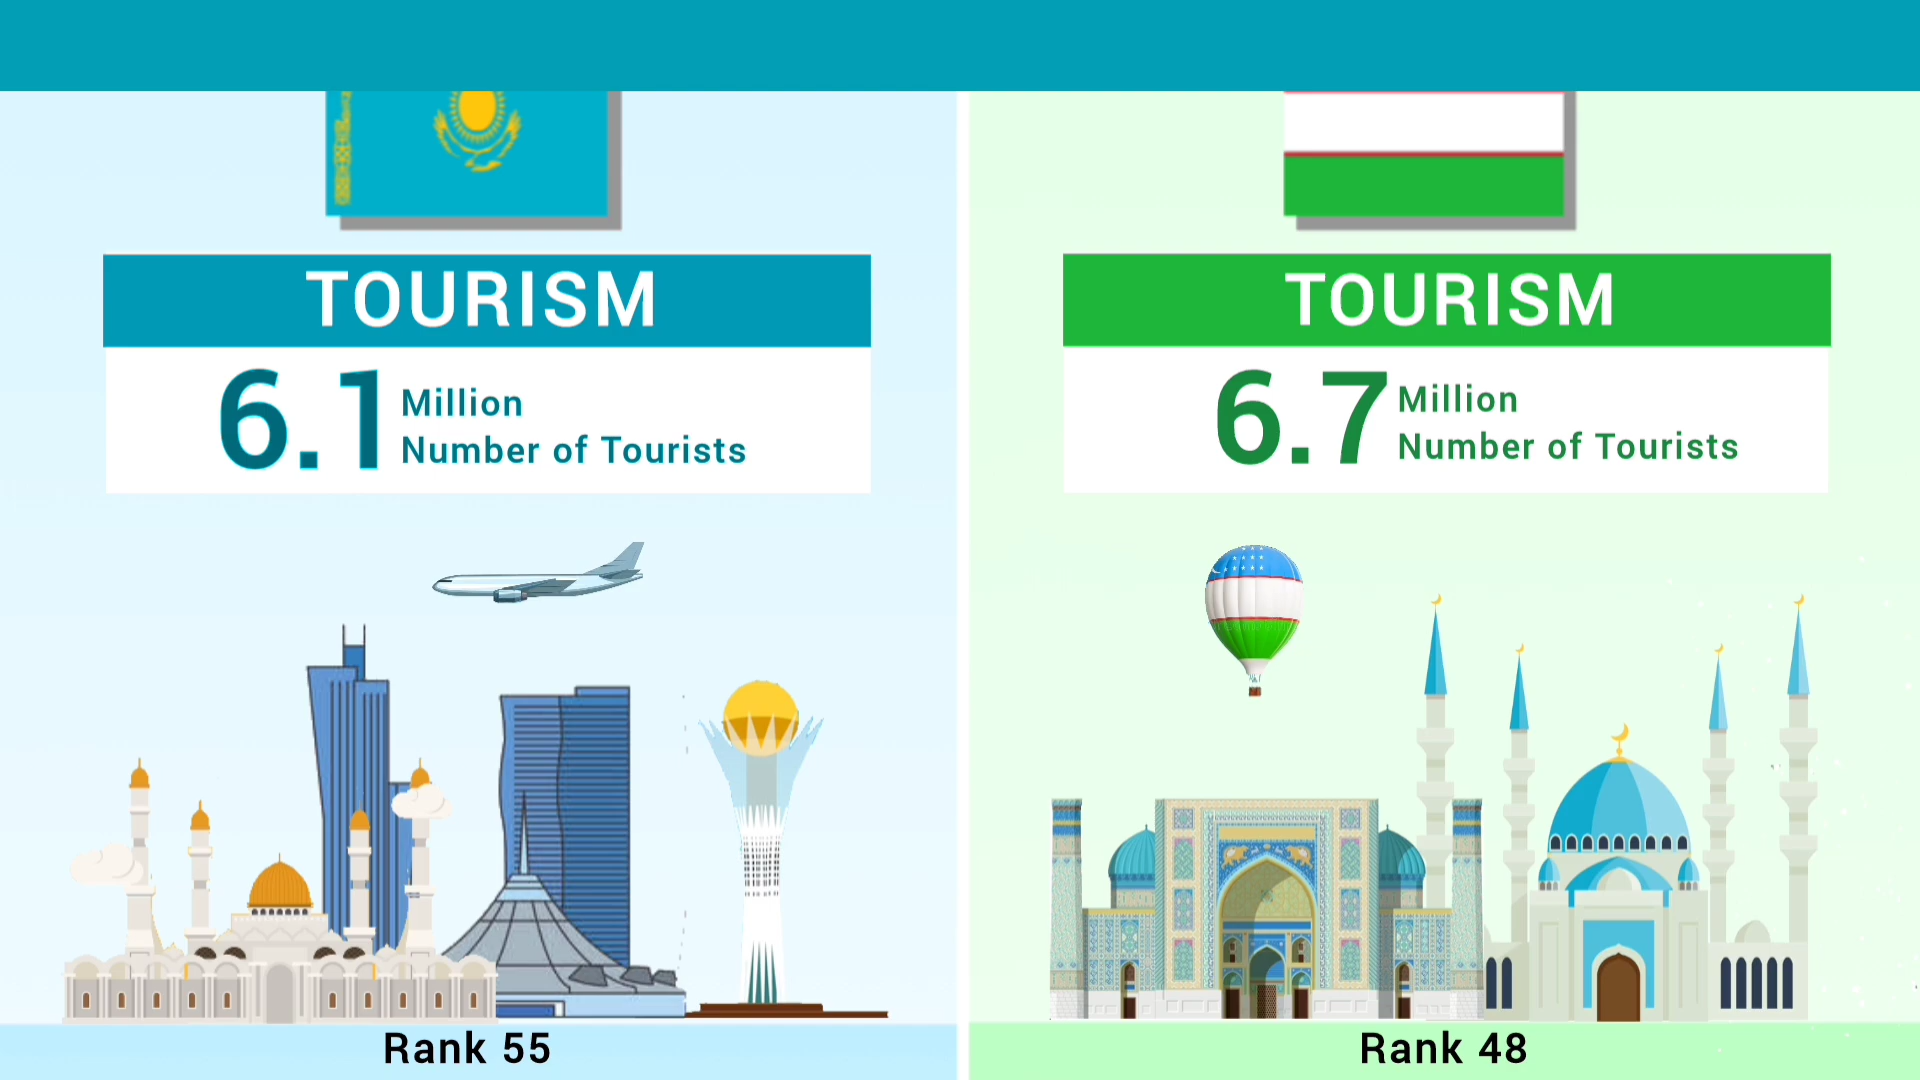 TOURISM
6.1 Million
Number of Tourists
Rank 55
TOURISM
6.7 Million
Number of Tourists
Rank 48